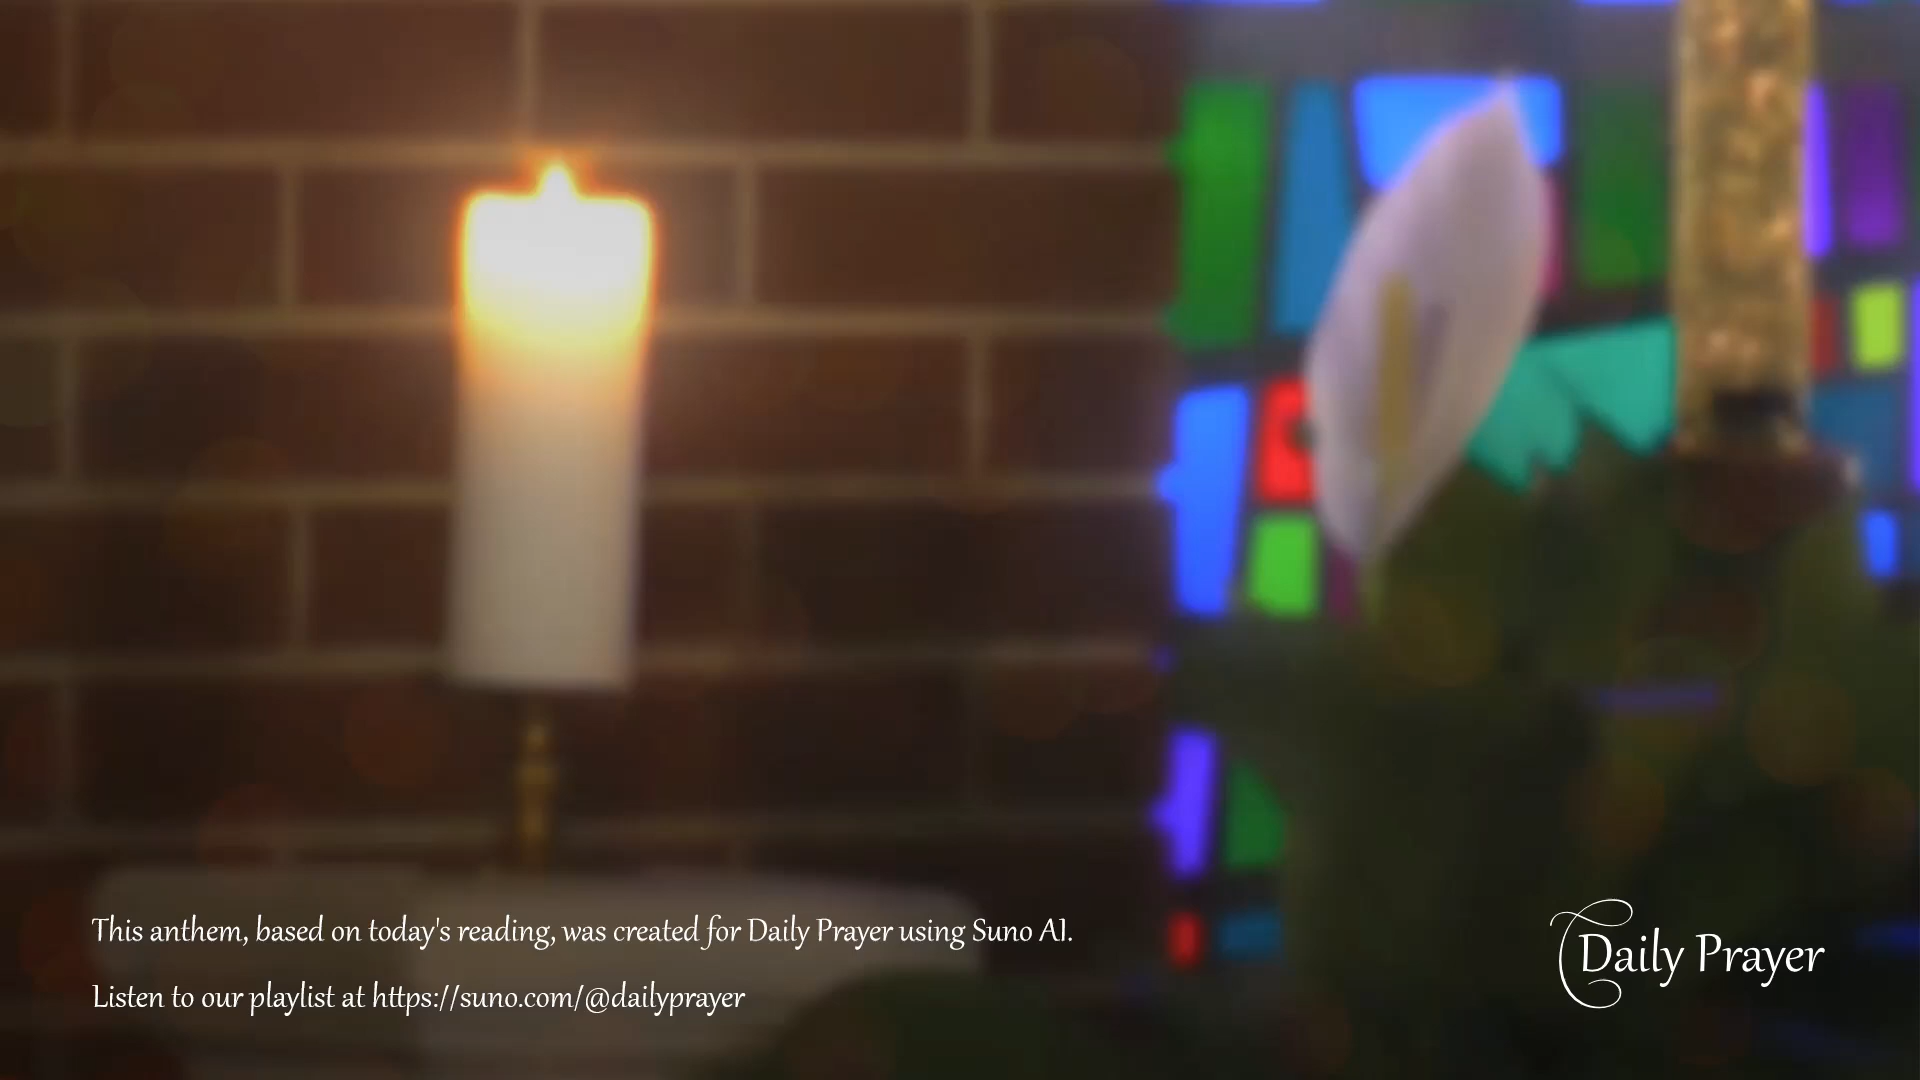 This anthem, based on today's reading, was created for Daily Prayer using Suno AI.
Listen to our playlist at https://suno.com/@dailyprayer
Daily Prayer